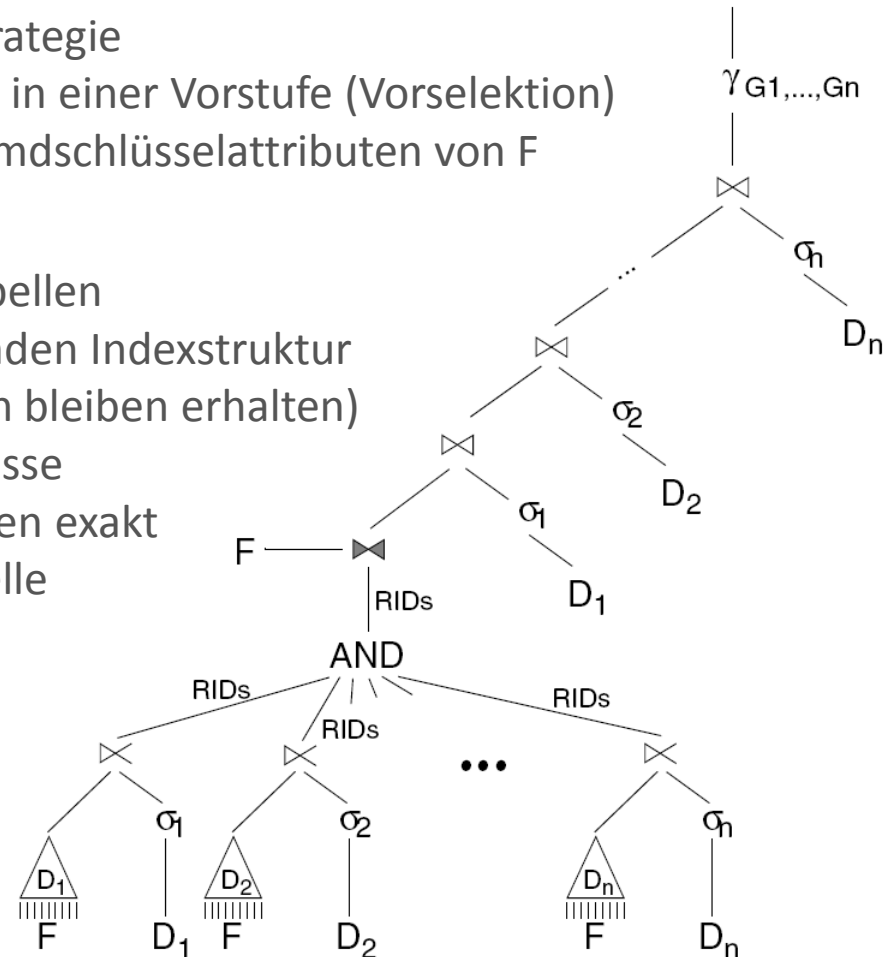 rategie
in einer Vorstufe (Vorselektion)
mdschlüsselattributen von F
bellen
nden Indexstruktur
n bleiben erhalten)
sse
en exakt
lle
γG1,...,Gn
...
σn
Dn
σ2
D2
σ1
D1
F
RIDs
AND
RIDs RIDs RIDs
•••
σ1 σ2 σn
D1 D2 Dn
F D1 F D2 F Dn